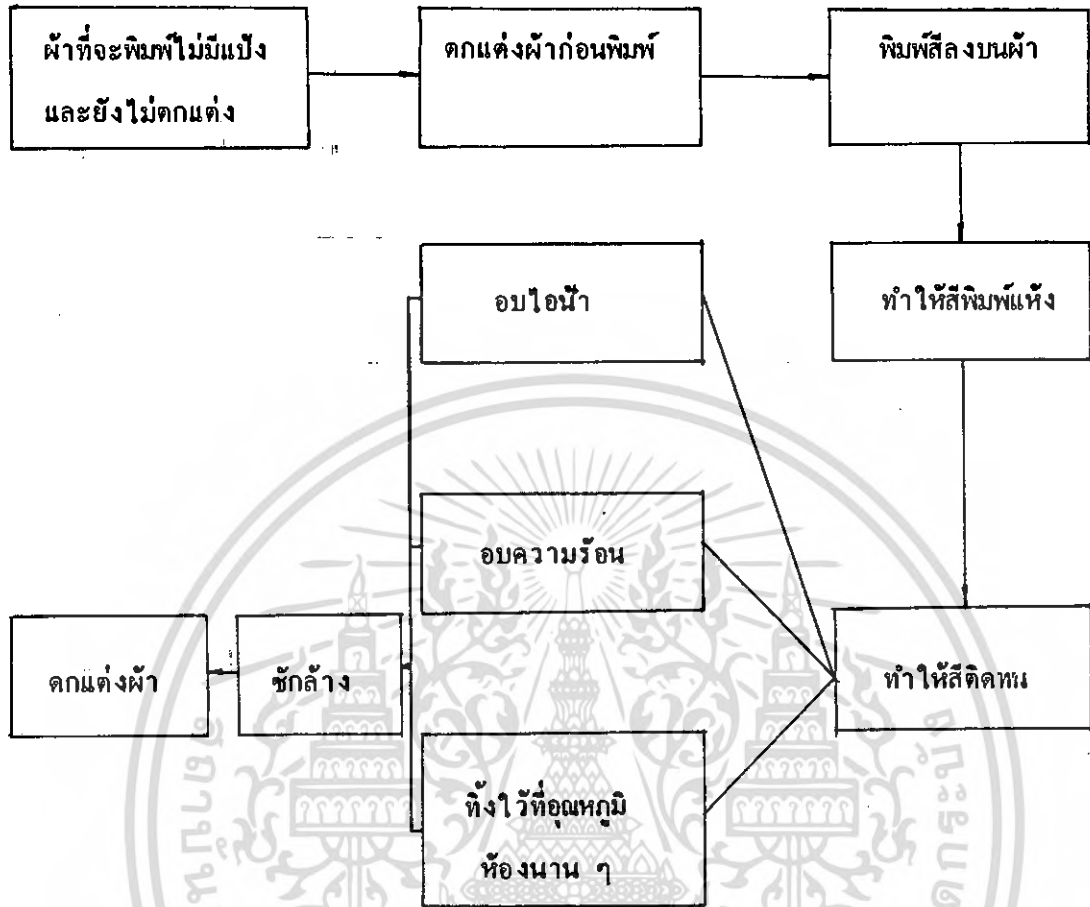 ผ้าที่จะพิมพ์ไม่มีแป้ง
และยังไม่ตกแต่ง
ตกแต่งผ้าก่อนพิมพ์
พิมพ์สีลงบนผ้า
ทำให้สีพิมพ์แห้ง
ทำให้สีติดทน
อบไอน้ำ
อบความร้อน
ทิ้งไว้ที่อุณหภูมิ
ห้องนาน ๆ
ซักล้าง
ตกแต่งผ้า